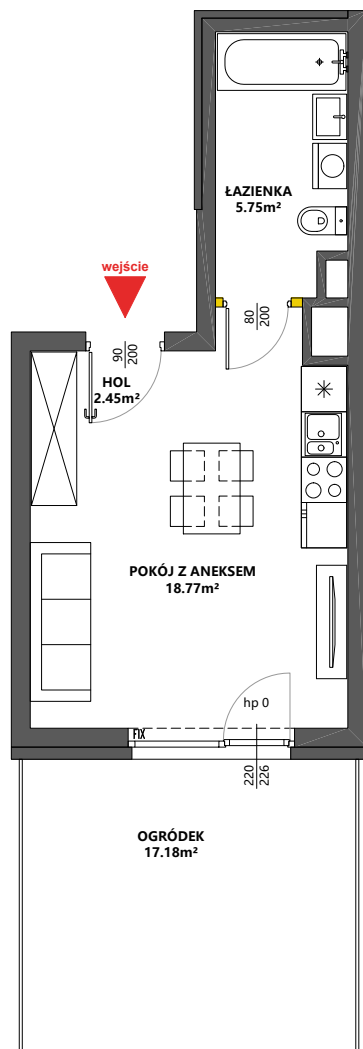 ŁAZIENKA
5.75m²
wejście
80
200
90
200
HOL
2.45m²
POKÓJ Z ANEKSEM
18.77m²
hp 0
FIX
220
226
OGRÓDEK
17.18m²